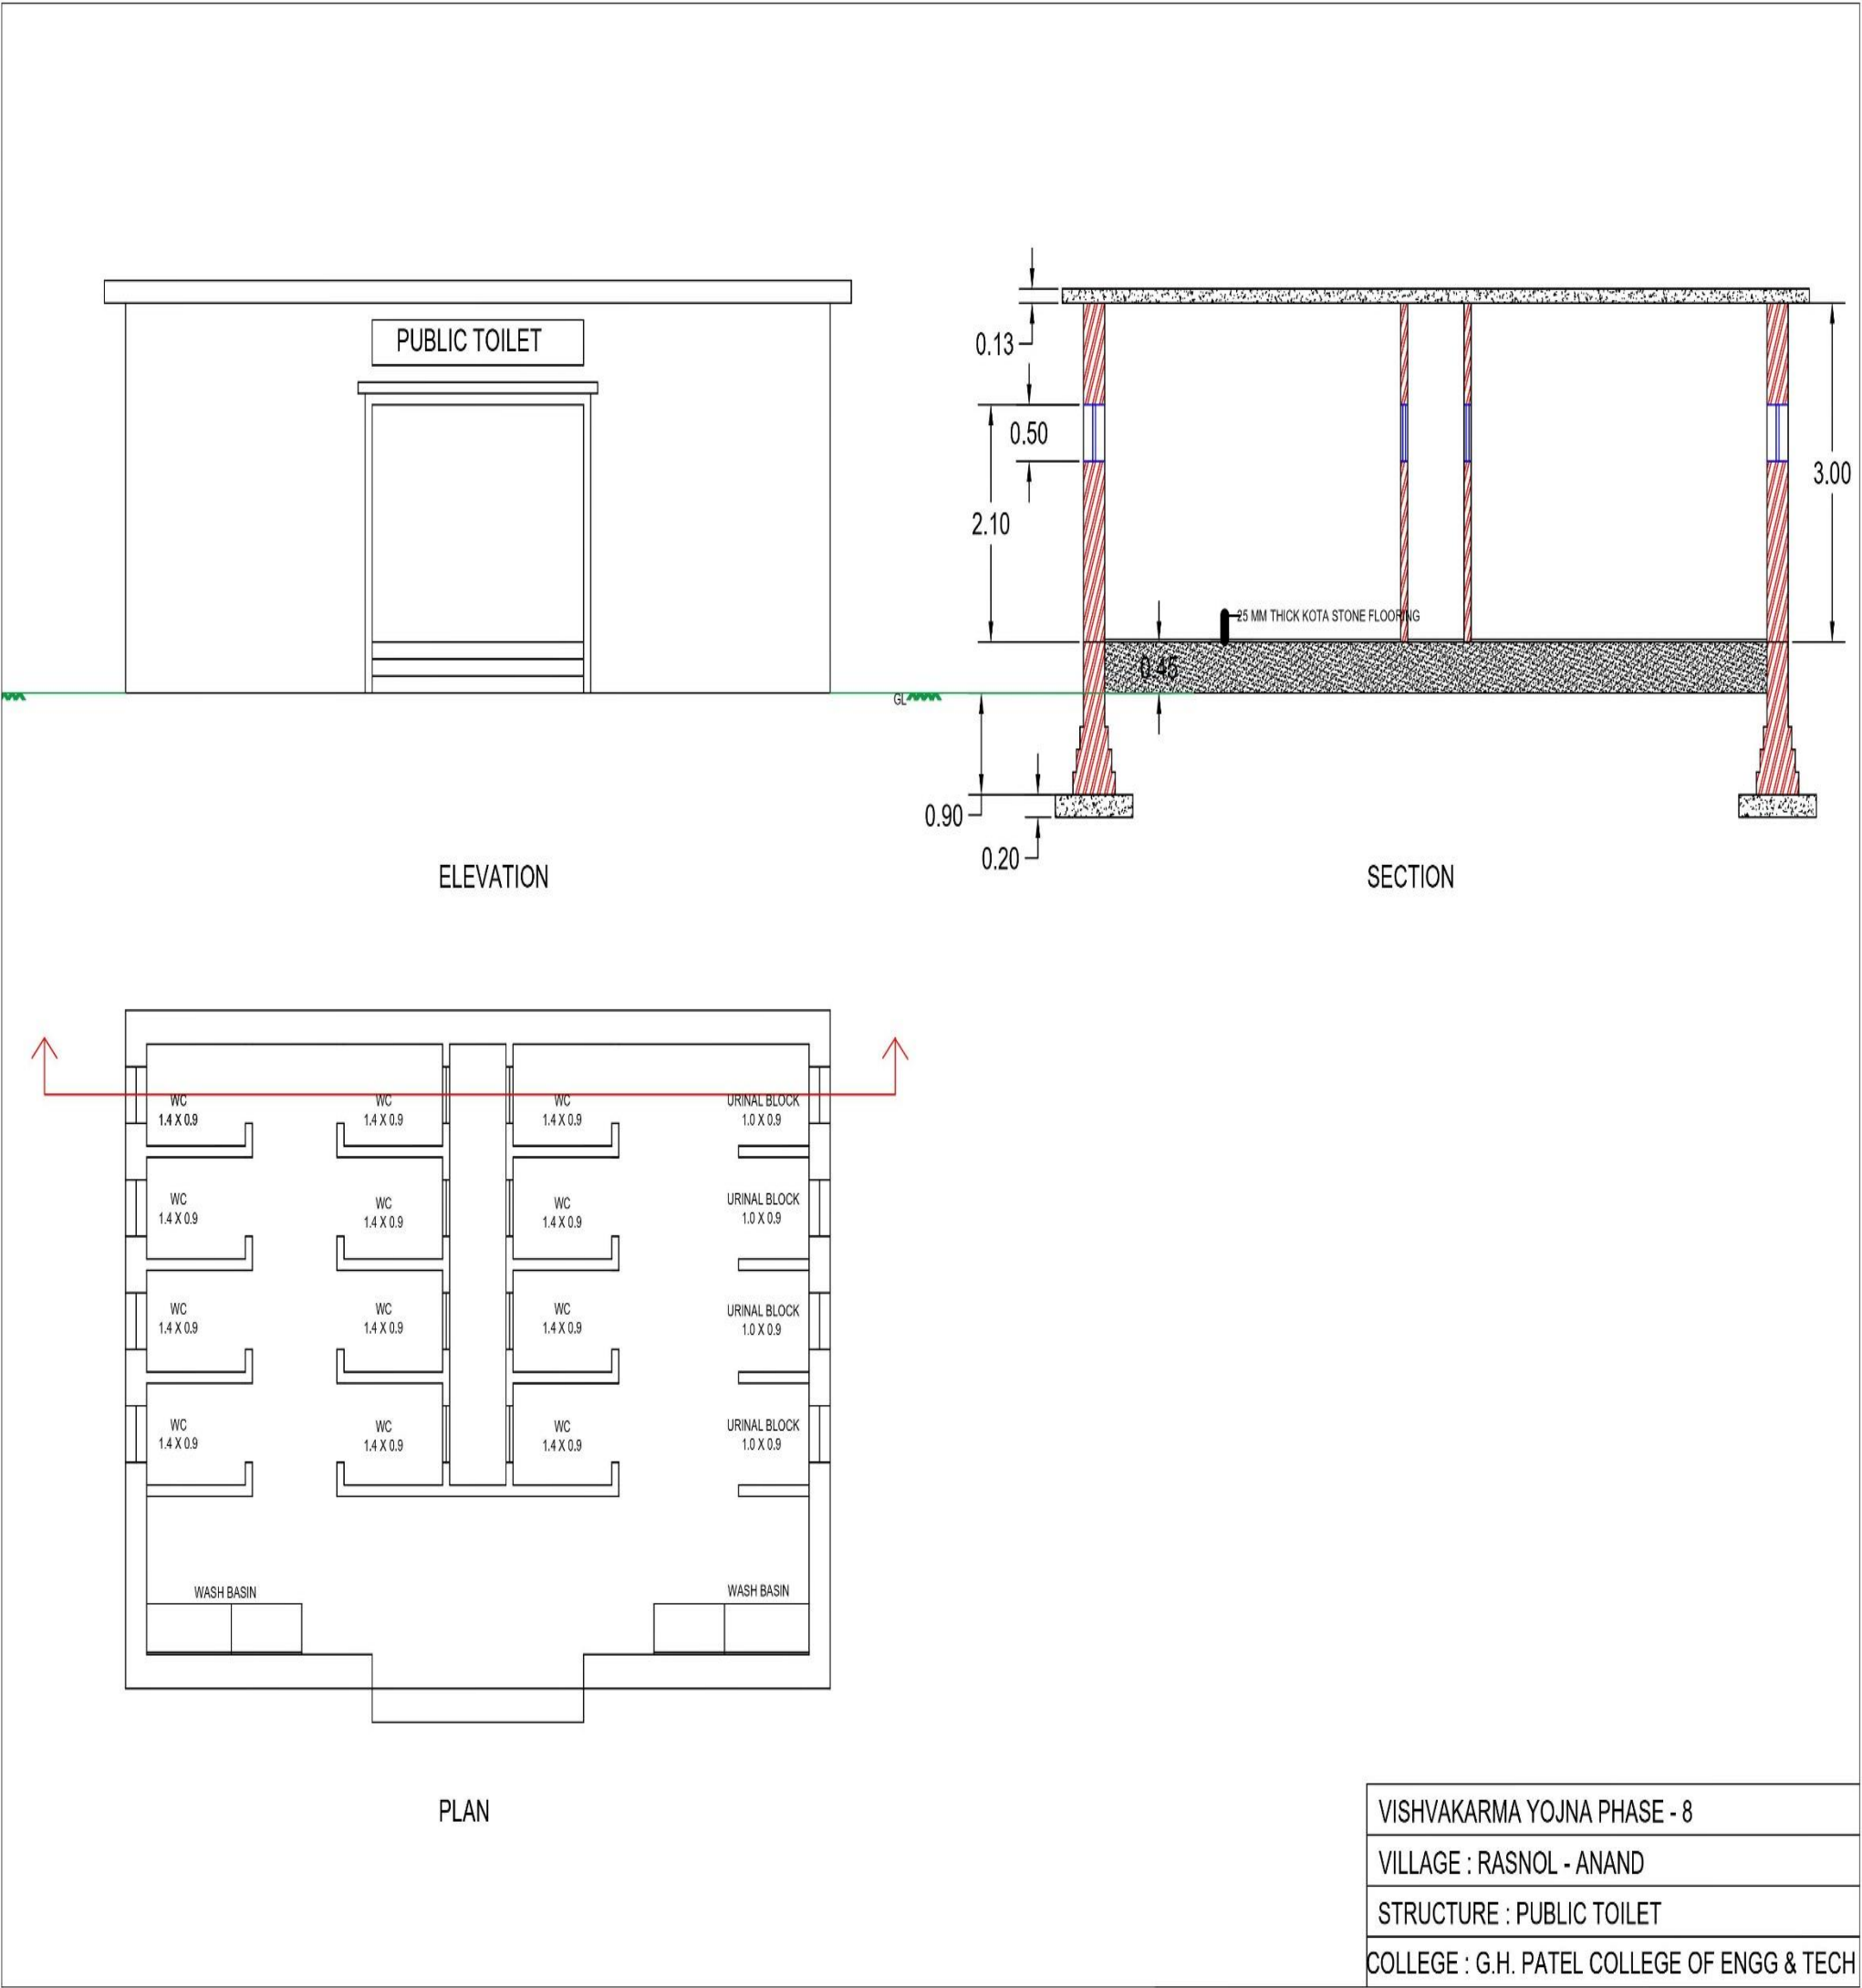 PUBLIC TOILET
0.13
0.50
2.10
3.00
25 MM THICK KOTA STONE FLOORING
0.45
GL
0.90
0.20
ELEVATION
SECTION
WC
1.4 X 0.9
WC
1.4 X 0.9
WC
1.4 X 0.9
URINAL BLOCK
1.0 X 0.9
WC
1.4 X 0.9
WC
1.4 X 0.9
WC
1.4 X 0.9
URINAL BLOCK
1.0 X 0.9
WC
1.4 X 0.9
WC
1.4 X 0.9
WC
1.4 X 0.9
URINAL BLOCK
1.0 X 0.9
WC
1.4 X 0.9
WC
1.4 X 0.9
WC
1.4 X 0.9
URINAL BLOCK
1.0 X 0.9
WASH BASIN
WASH BASIN
PLAN
VISHVAKARMA YOJNA PHASE - 8
VILLAGE : RASNOL - ANAND
STRUCTURE : PUBLIC TOILET
COLLEGE : G.H. PATEL COLLEGE OF ENGG & TECH